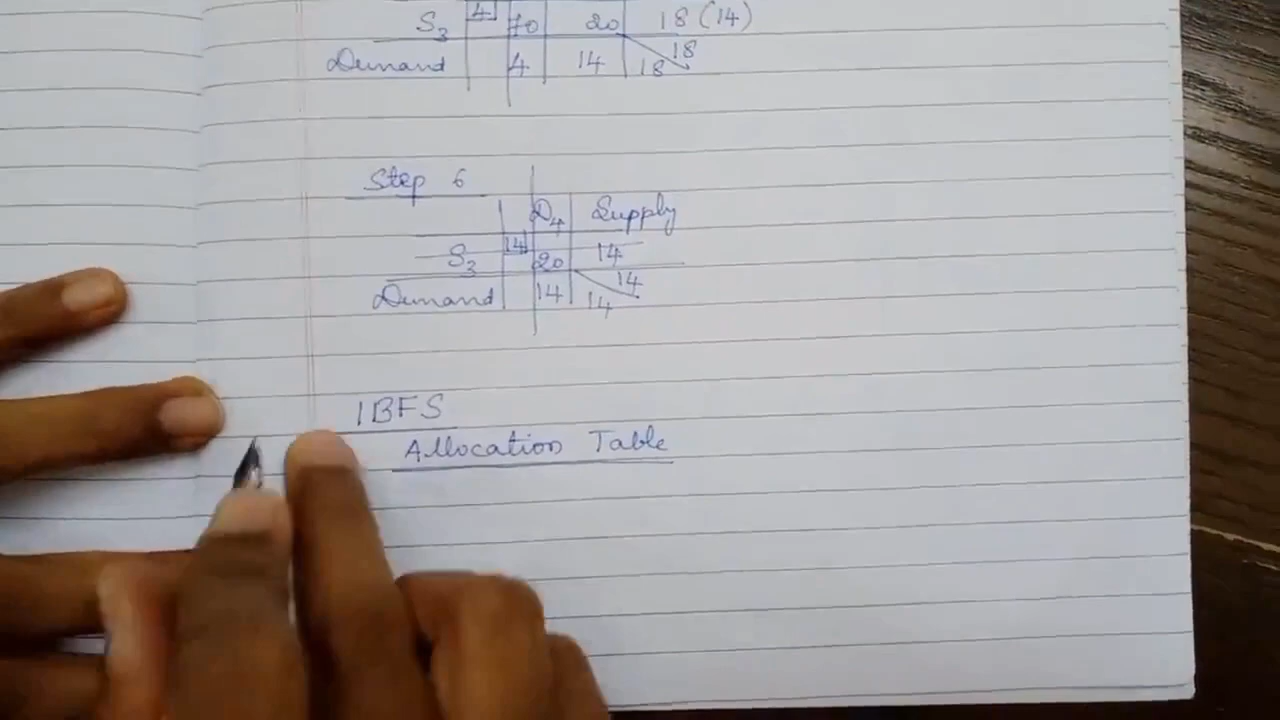 S3 4 70 20 18 (14)
Demand 4 14 18 18
Step 6
D4 Supply
S3 14 20 14
Demand 14 14 14
IBFS
Allocation Table